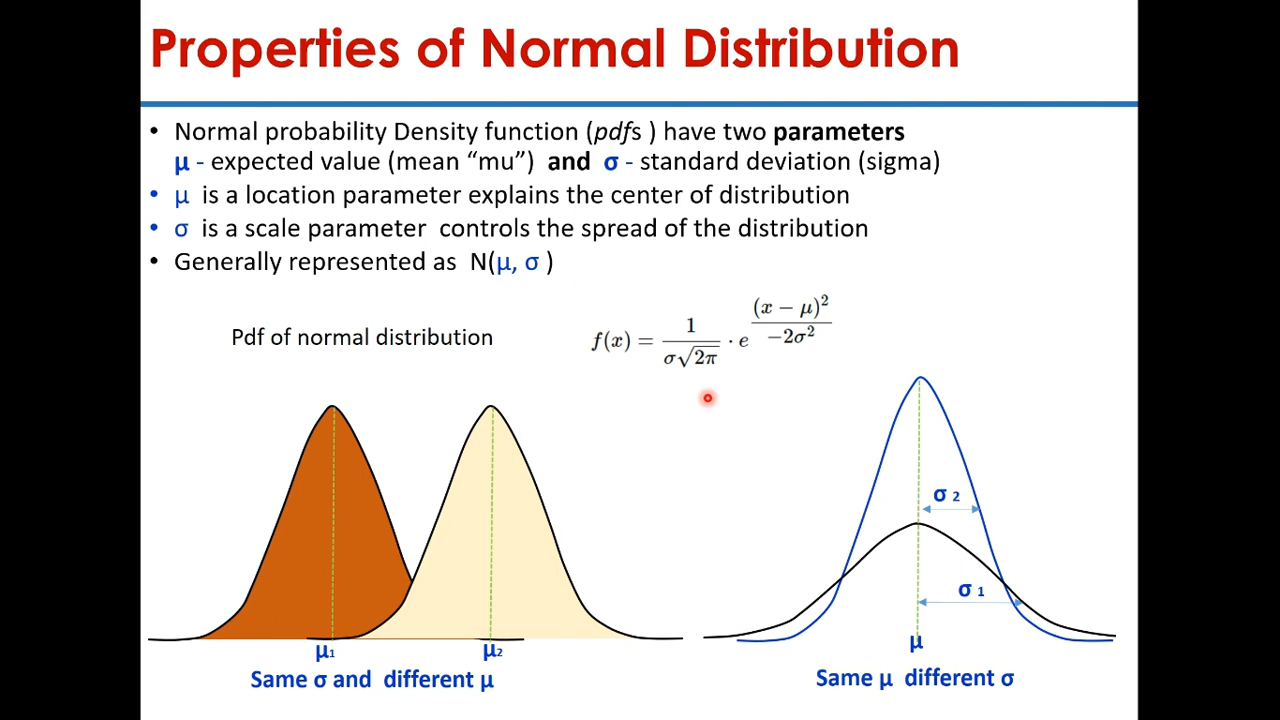 Properties of Normal Distribution
• Normal probability Density function (pdfs ) have two parameters
μ - expected value (mean “mu”) and σ - standard deviation (sigma)
• μ is a location parameter explains the center of distribution
• σ is a scale parameter controls the spread of the distribution
• Generally represented as N(μ, σ )
Pdf of normal distribution
f(x) = 1/(σ√2π) · e^((x − μ)²/−2σ²)
σ 2
σ 1
μ1
μ2
μ
Same σ and different μ
Same μ different σ